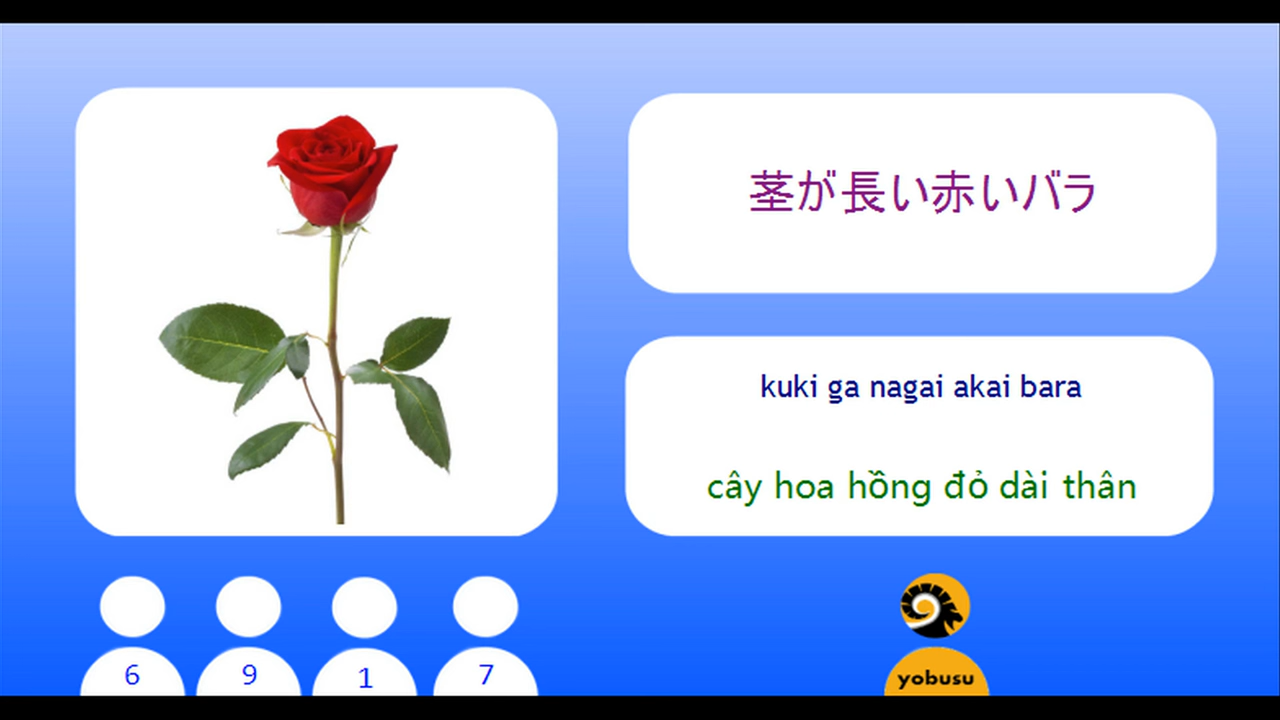 茎が長い赤いバラ
kuki ga nagai akai bara
cây hoa hồng đỏ dài thân
6 9 1 7
yobusu